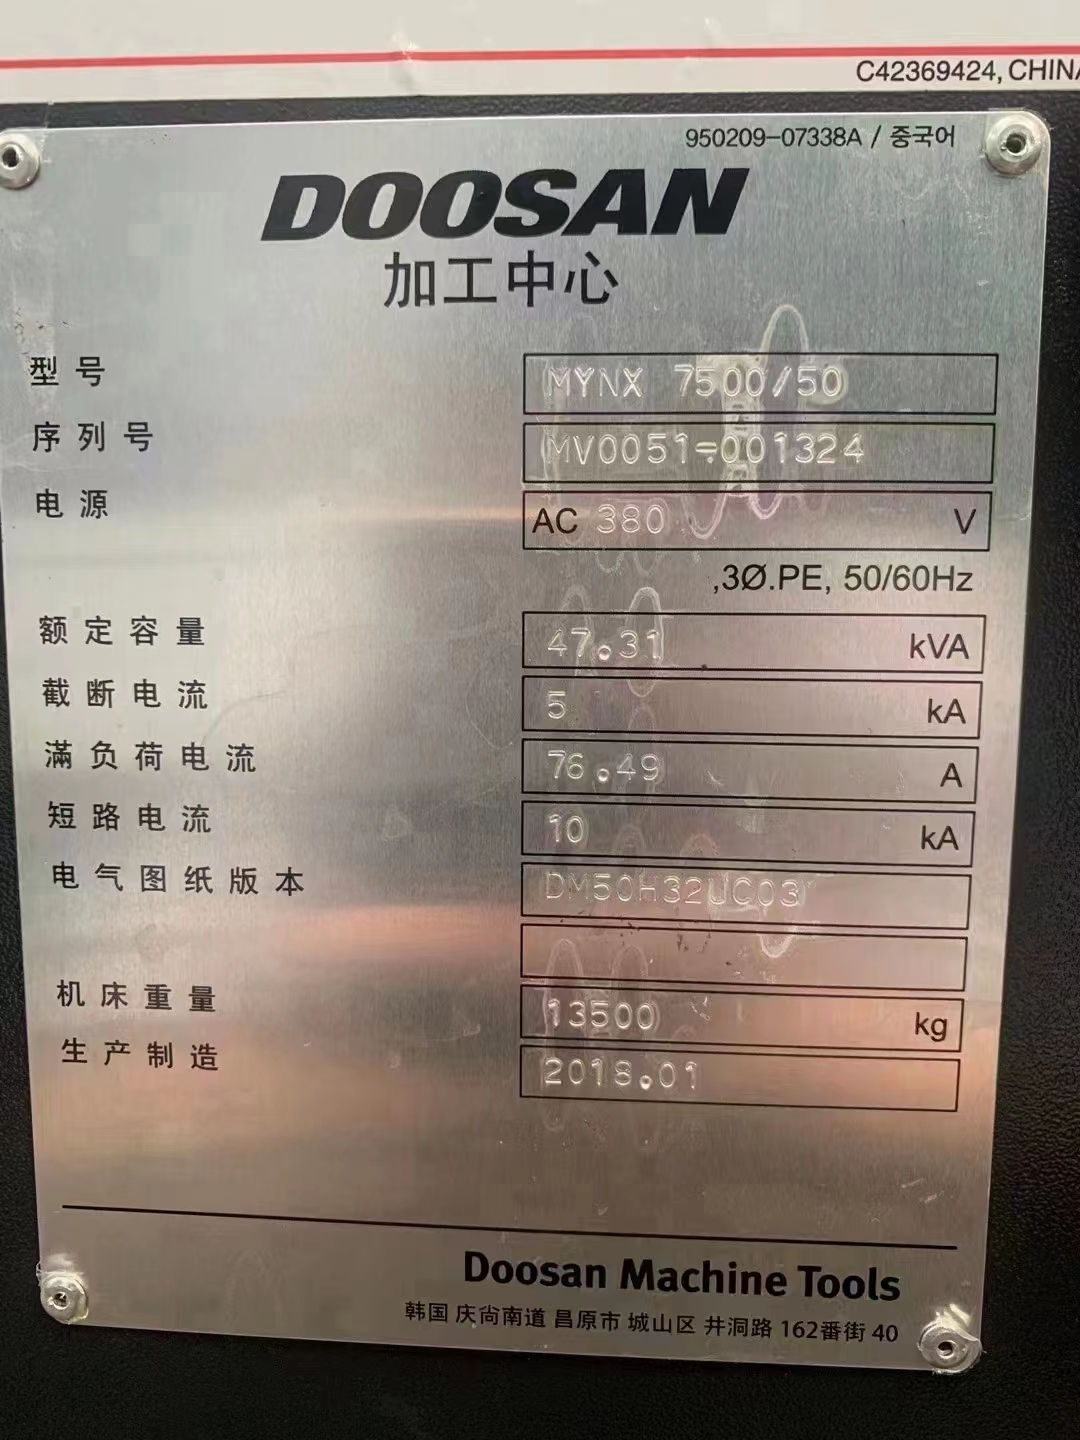 C42369424, CHINA
950209-07338A / 중국어
DOOSAN
加工中心
型号 MYNX 7500/50
序列号 MV0051-001324
电源 AC 380 V
,3Ø.PE, 50/60Hz
额定容量 47.31 kVA
截断电流 5 kA
滿负荷电流 76.49 A
短路电流 10 kA
电气图纸版本 DM50H32UC03
机床重量 13500 kg
生产制造 2018.01
Doosan Machine Tools
韩国 庆尙南道 昌原市 城山区 井洞路 162番街 40